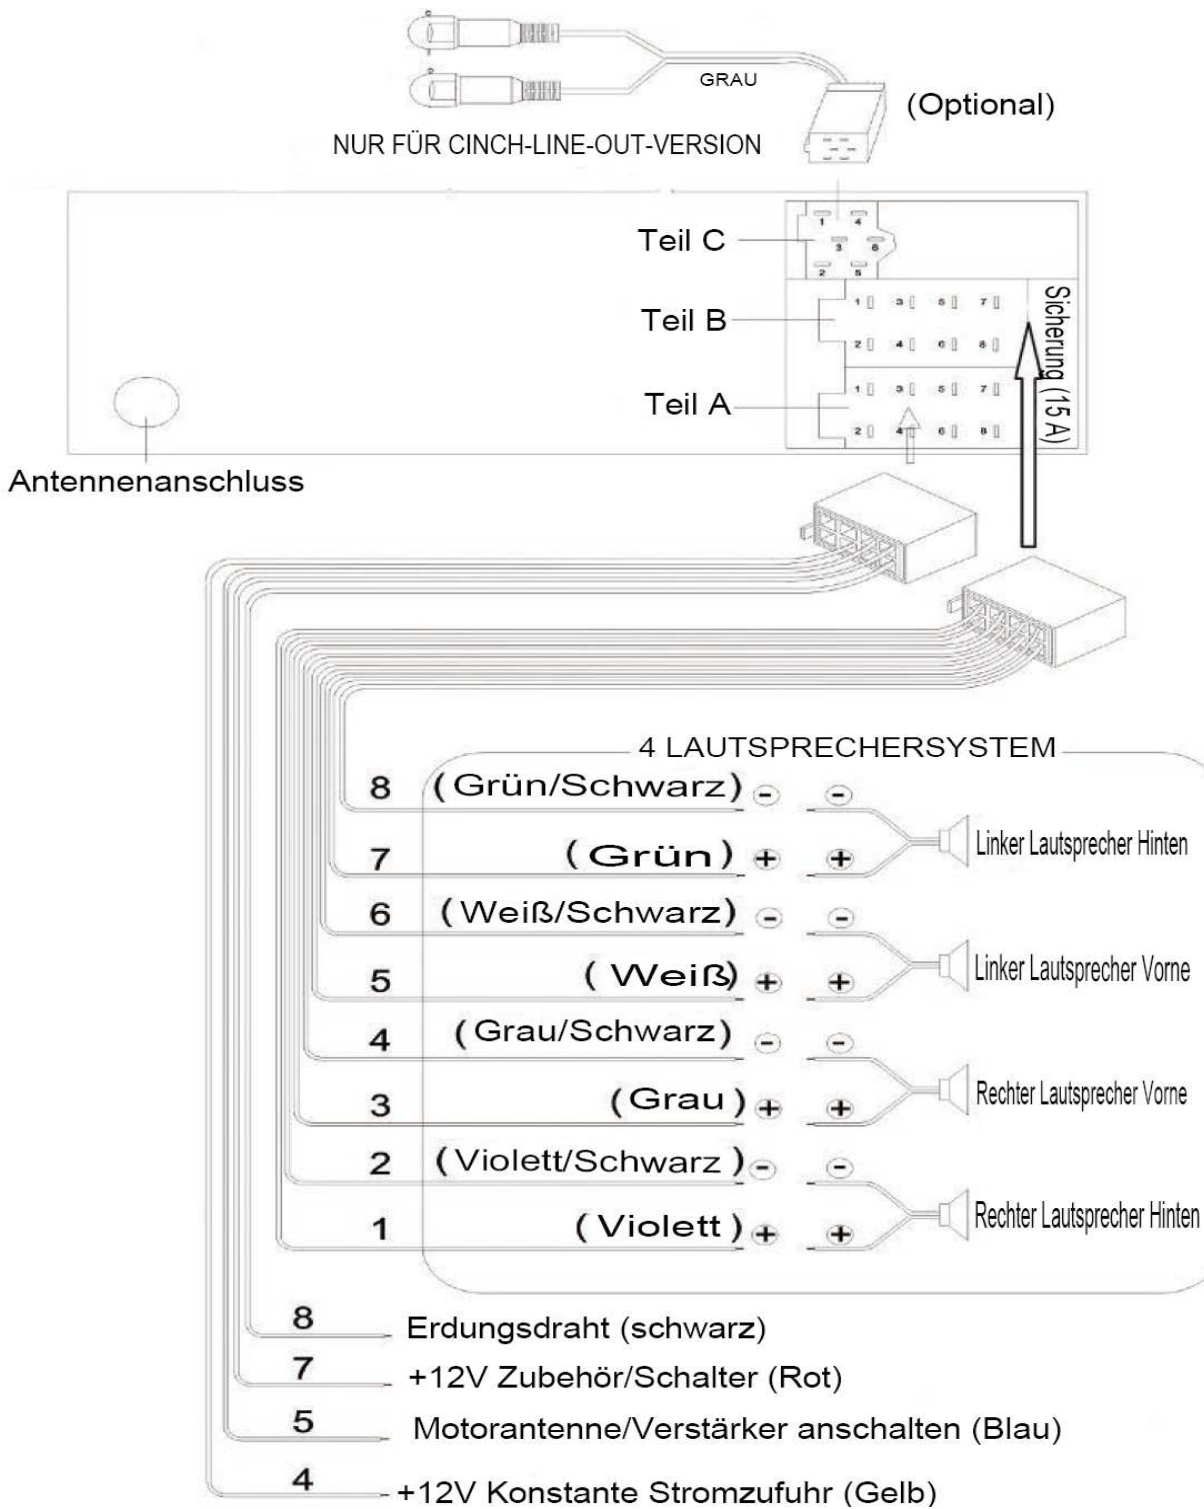 GRAU
(Optional)
NUR FÜR CINCH-LINE-OUT-VERSION
Teil C
1 4
3 6
2 5
Teil B
1 3 5 7
2 4 6 8
Teil A
1 3 5 7
2 4 6 8
Sicherung (15 A)
Antennenanschluss
4 LAUTSPRECHERSYSTEM
8 (Grün/Schwarz) - -
Linker Lautsprecher Hinten
7 (Grün) + +
6 (Weiß/Schwarz) - -
Linker Lautsprecher Vorne
5 (Weiß) + +
4 (Grau/Schwarz) - -
Rechter Lautsprecher Vorne
3 (Grau) + +
2 (Violett/Schwarz) - -
Rechter Lautsprecher Hinten
1 (Violett) + +
8 Erdungsdraht (schwarz)
7 +12V Zubehör/Schalter (Rot)
5 Motorantenne/Verstärker anschalten (Blau)
4 +12V Konstante Stromzufuhr (Gelb)